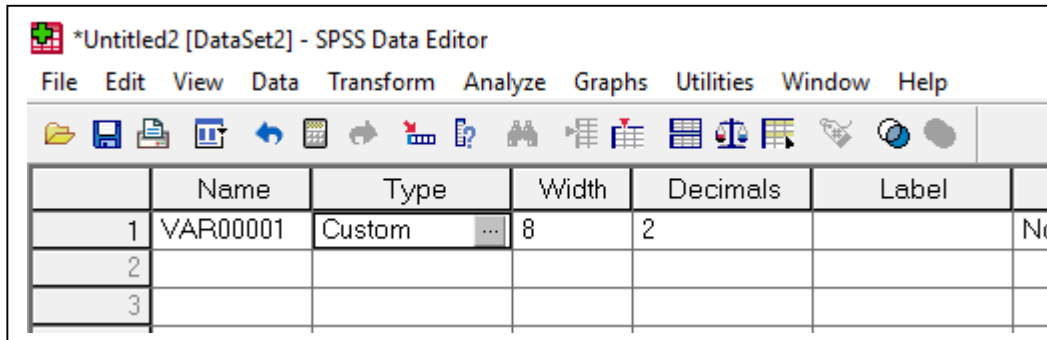 *Untitled2 [DataSet2] - SPSS Data Editor
File Edit View Data Transform Analyze Graphs Utilities Window Help
Name Type Width Decimals Label
1 VAR00001 Custom ... 8 2
2
3